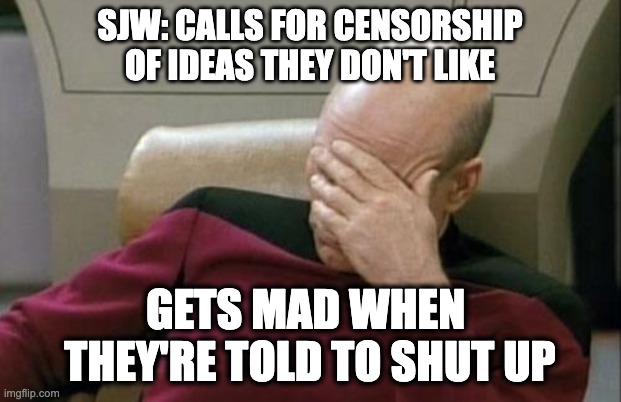 SJW: CALLS FOR CENSORSHIP
OF IDEAS THEY DON'T LIKE
GETS MAD WHEN
THEY'RE TOLD TO SHUT UP
imgflip.com